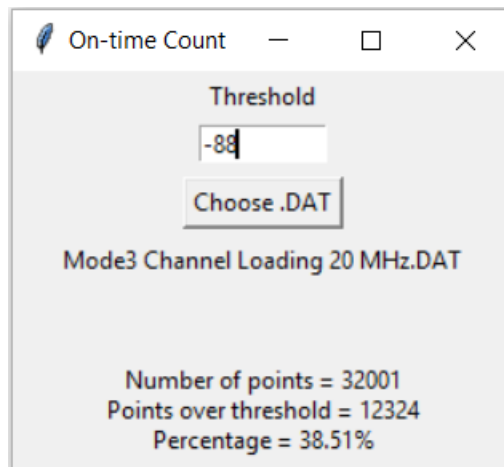 On-time Count
Threshold
-88
Choose .DAT
Mode3 Channel Loading 20 MHz.DAT
Number of points = 32001
Points over threshold = 12324
Percentage = 38.51%